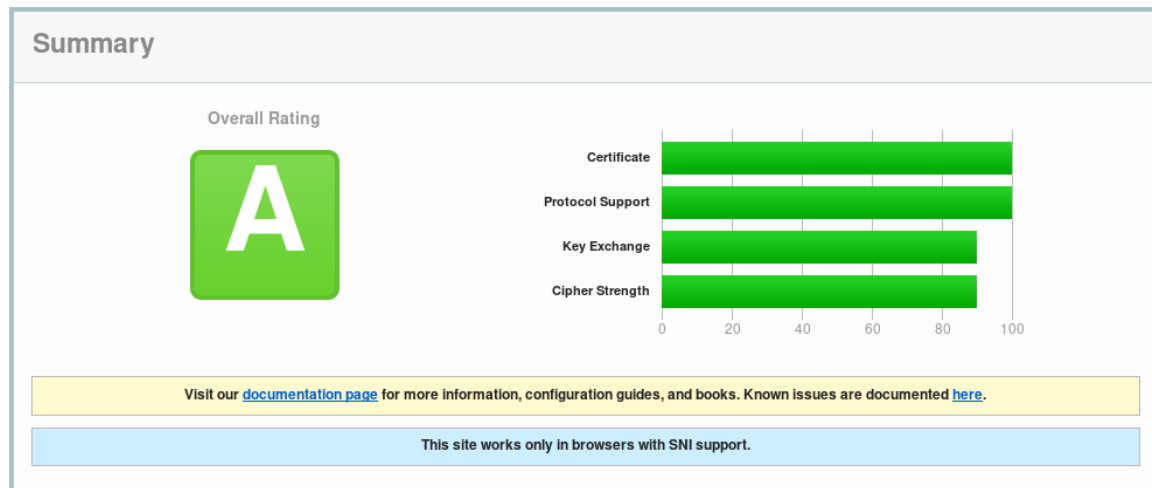 Summary
Overall Rating
A
Certificate
Protocol Support
Key Exchange
Cipher Strength
0 20 40 60 80 100
Visit our documentation page for more information, configuration guides, and books. Known issues are documented here.
This site works only in browsers with SNI support.